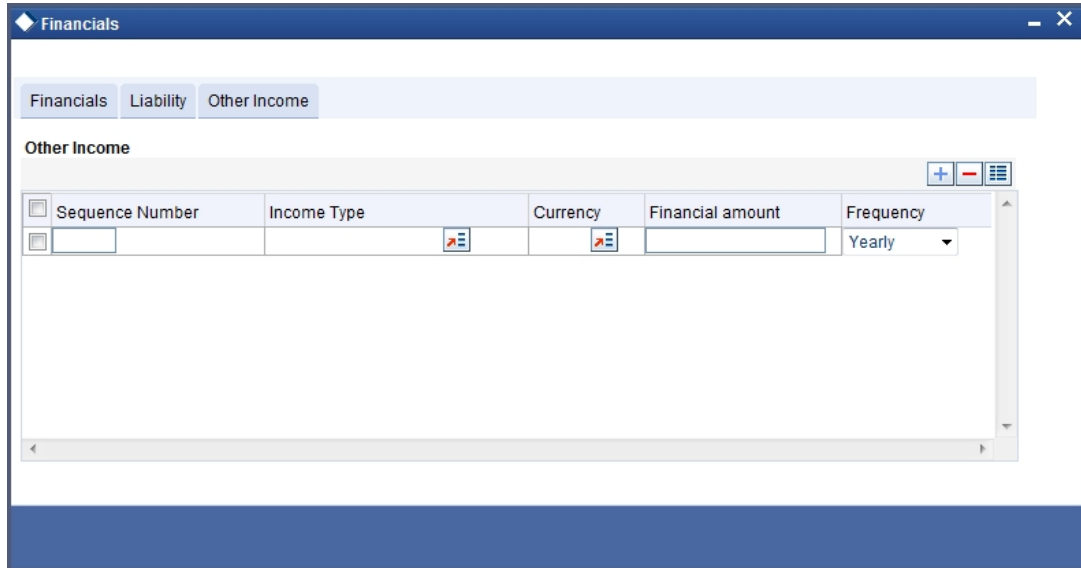 Financials
Financials Liability Other Income
Other Income
Sequence Number Income Type Currency Financial amount Frequency
Yearly